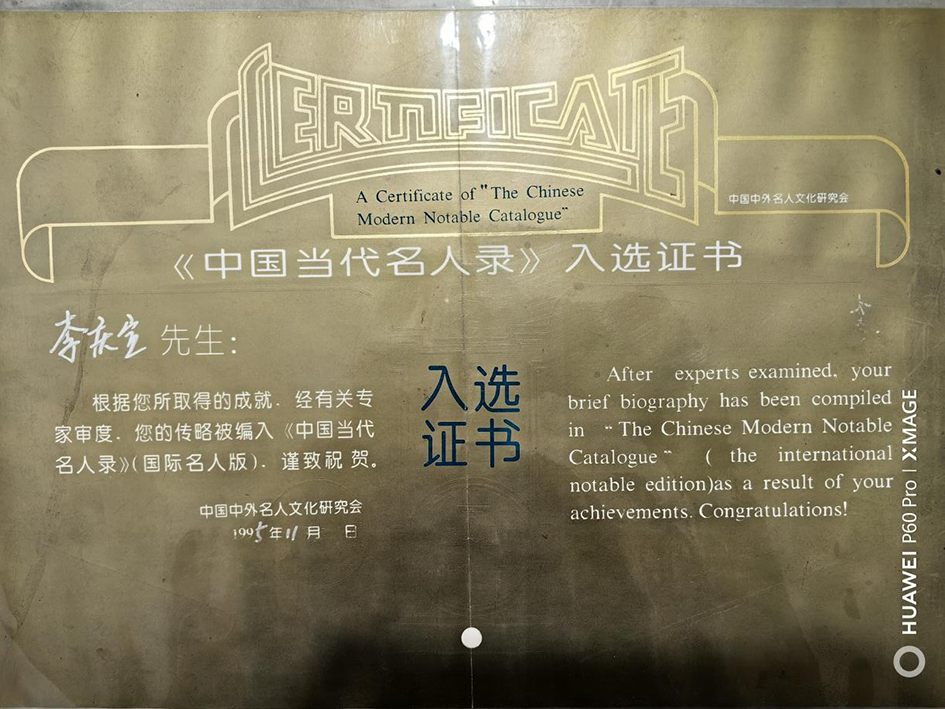 CERTIFICATE
A Certificate of "The Chinese
Modern Notable Catalogue"
中国中外名人文化研究会
《中国当代名人录》入选证书
李庆宝 先生：
根据您所取得的成就，经有关专
家审度，您的传略被编入《中国当代
名人录》(国际名人版)，谨致祝贺。
中国中外名人文化研究会
1995年11月 日
入选
证书
After experts examined, your
brief biography has been compiled
in "The Chinese Modern Notable
Catalogue" ( the international
notable edition)as a result of your
achievements. Congratulations!
HUAWEI P60 Pro | XMAGE